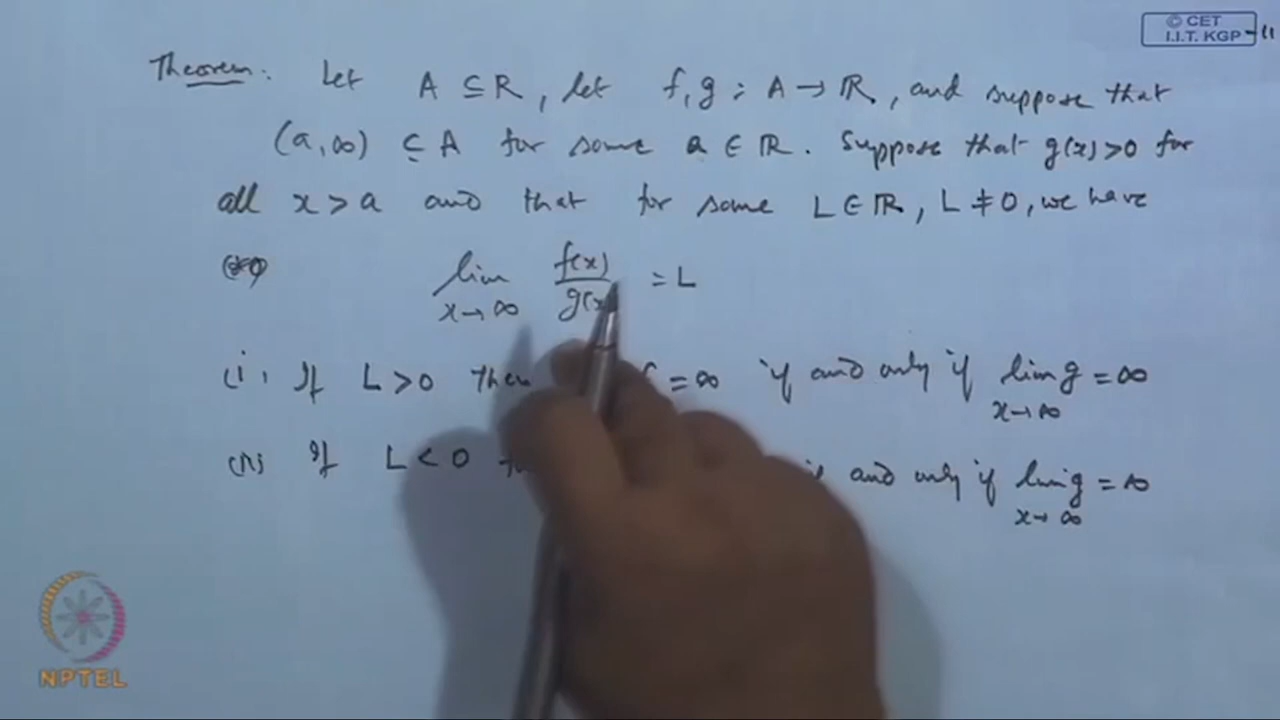 © CET
I.I.T. KGP
Theorem: Let A ⊆ R, let f,g : A → R, and suppose that
(a,∞) ⊆ A for some a ∈ R. Suppose that g(x) > 0 for
all x > a and that for some L ∈ R, L ≠ 0, we have
lim x→∞ f(x)/g(x) = L
(i) If L > 0 then = ∞ if and only if lim x→∞ g = ∞
(ii) If L < 0 and only if lim x→∞ g = ∞
NPTEL